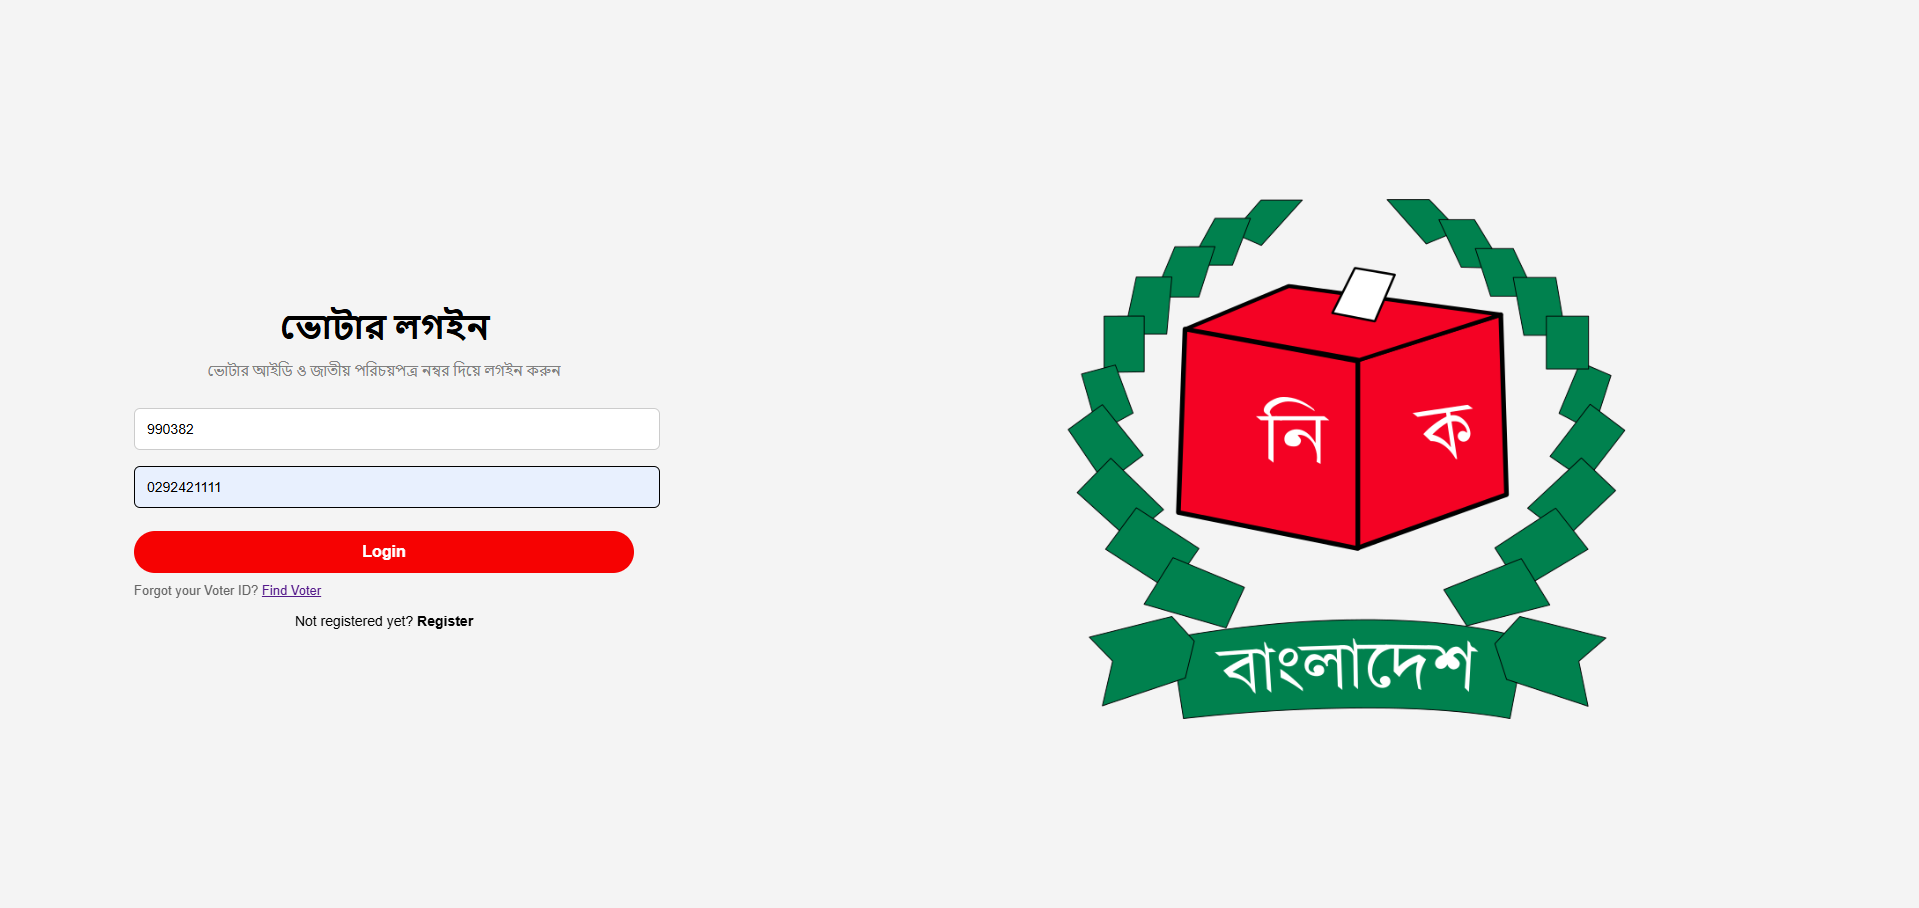 ভোটার লগইন
ভোটার আইডি ও জাতীয় পরিচয়পত্র নম্বর দিয়ে লগইন করুন
990382
0292421111
Login
Forgot your Voter ID? Find Voter
Not registered yet? Register
নি ক
বাংলাদেশ